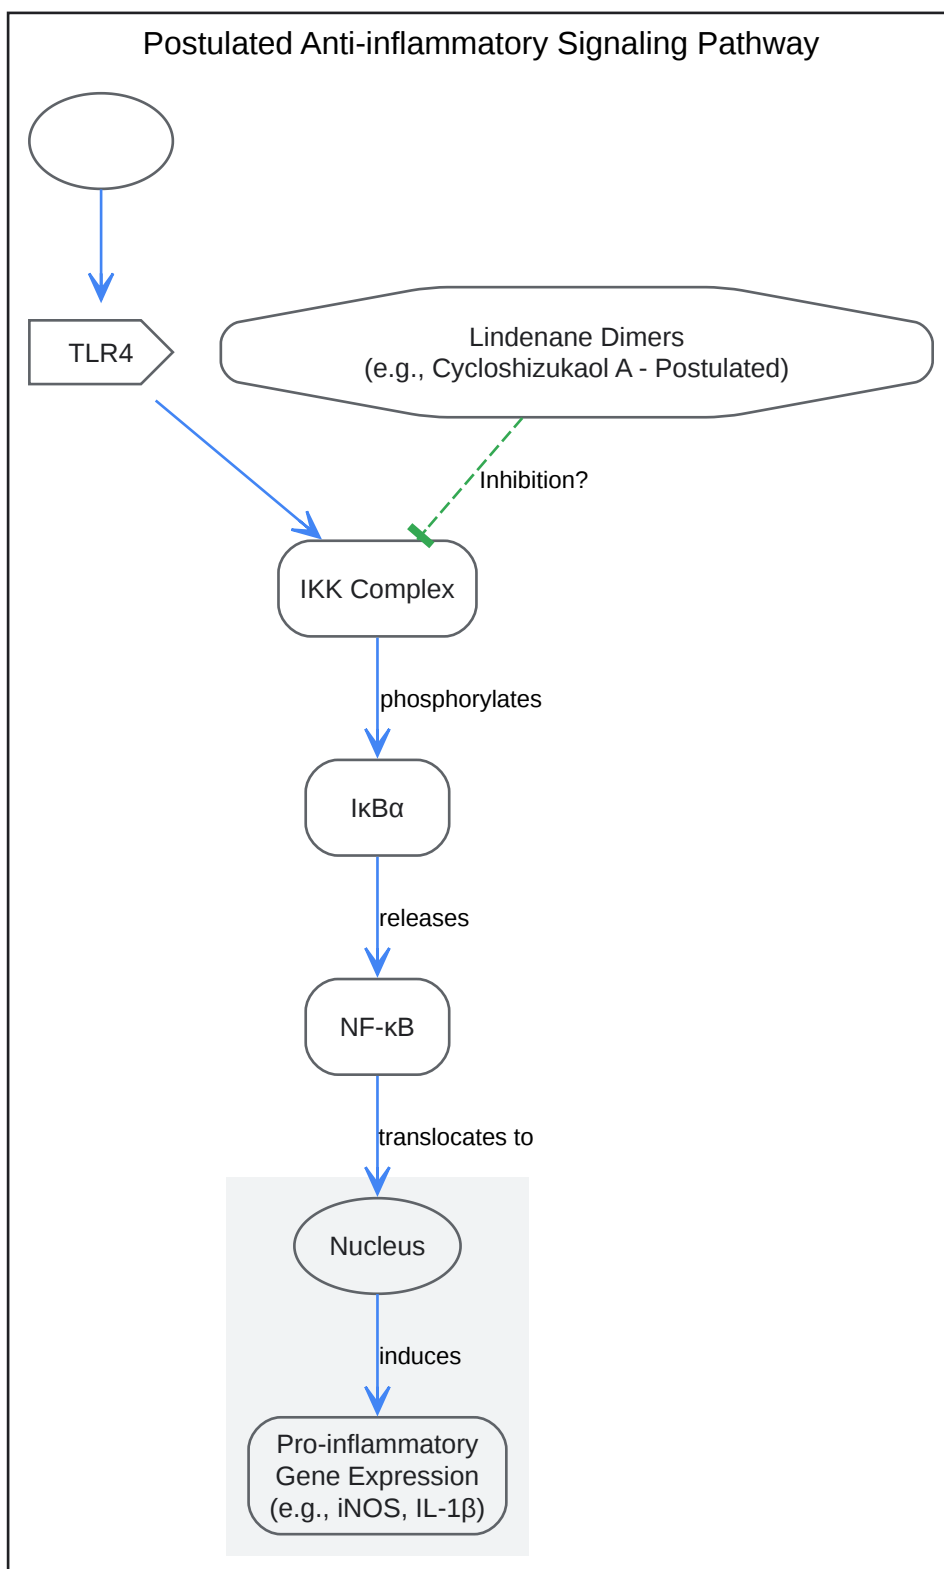 Postulated Anti-inflammatory Signaling Pathway
TLR4
Lindenane Dimers
(e.g., Cycloshizukaol A - Postulated)
Inhibition?
IKK Complex
phosphorylates
IκBα
releases
NF-κB
translocates to
Nucleus
induces
Pro-inflammatory
Gene Expression
(e.g., iNOS, IL-1β)